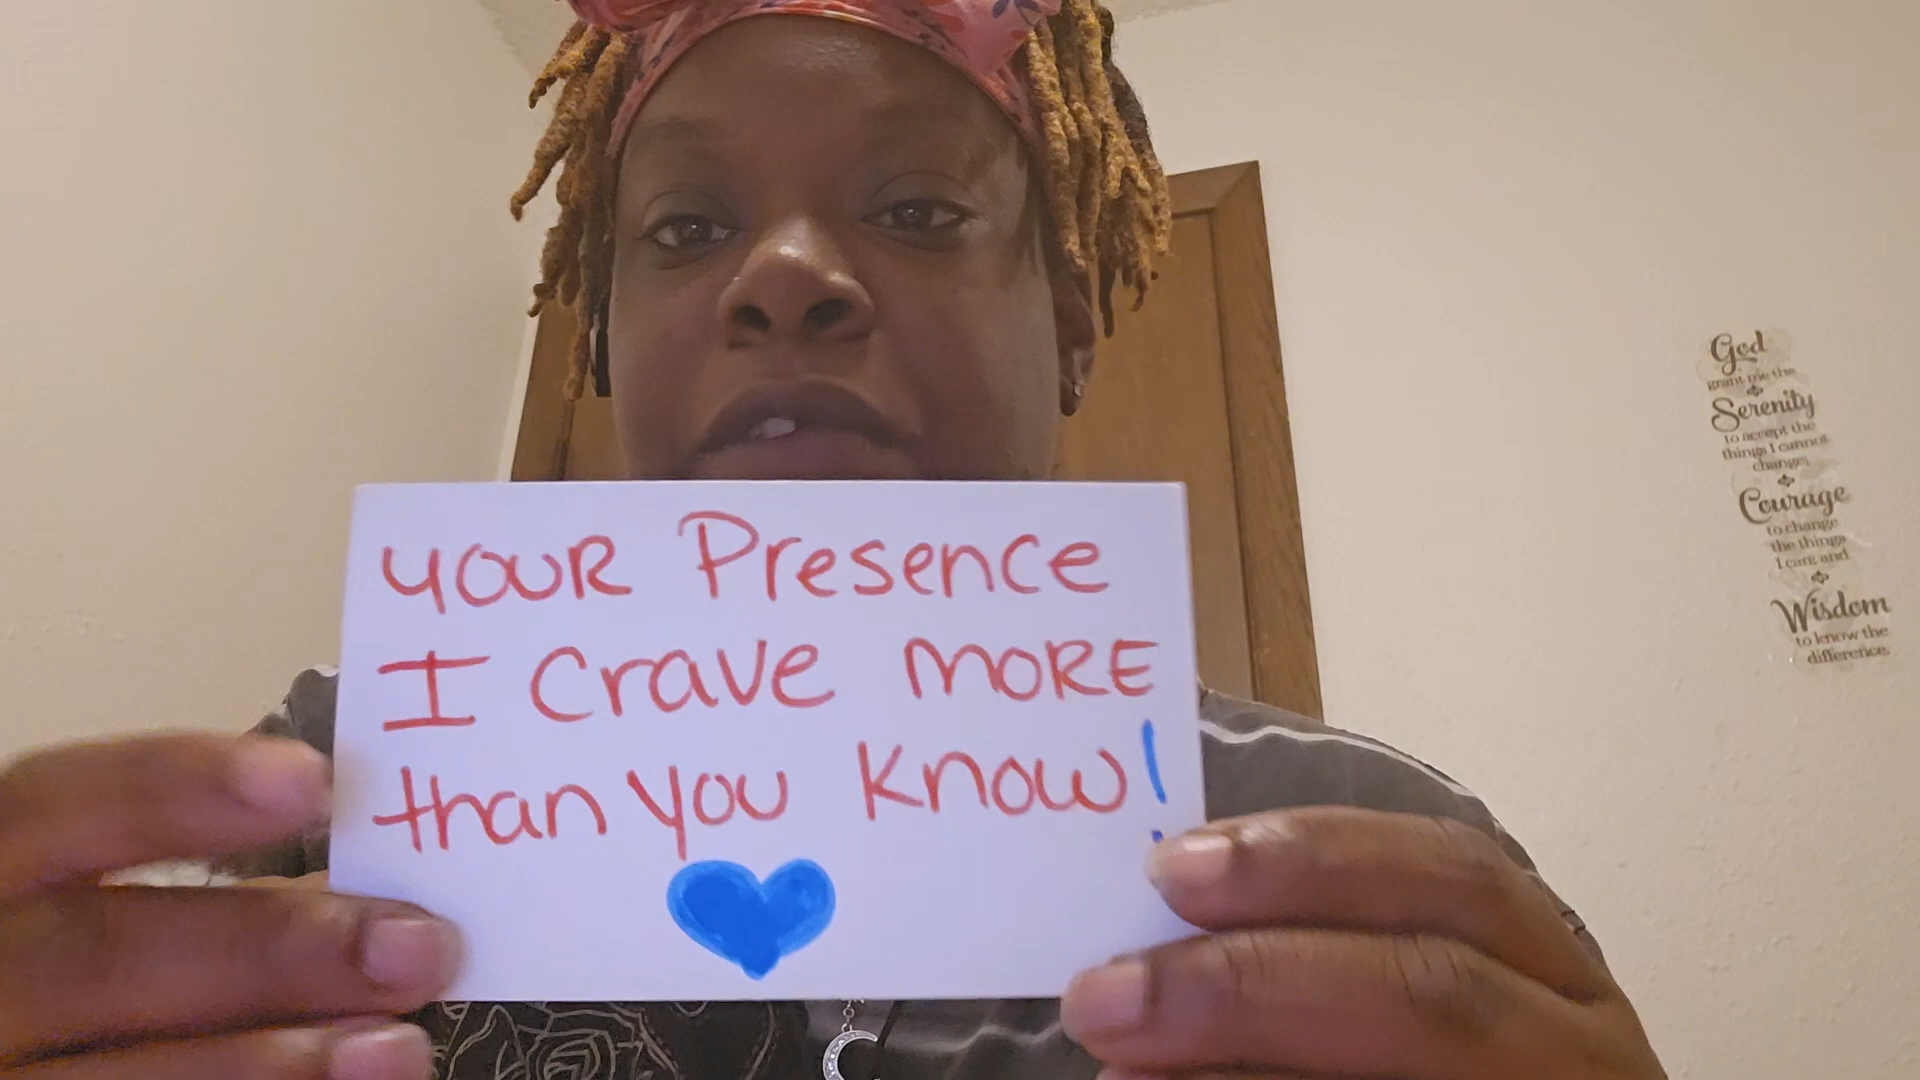 YOUR Presence
I Crave MORE
than you know!
God
grant me the
Serenity
to accept the
things I cannot
change;
Courage
to change
the things
I can; and
Wisdom
to know the
difference.